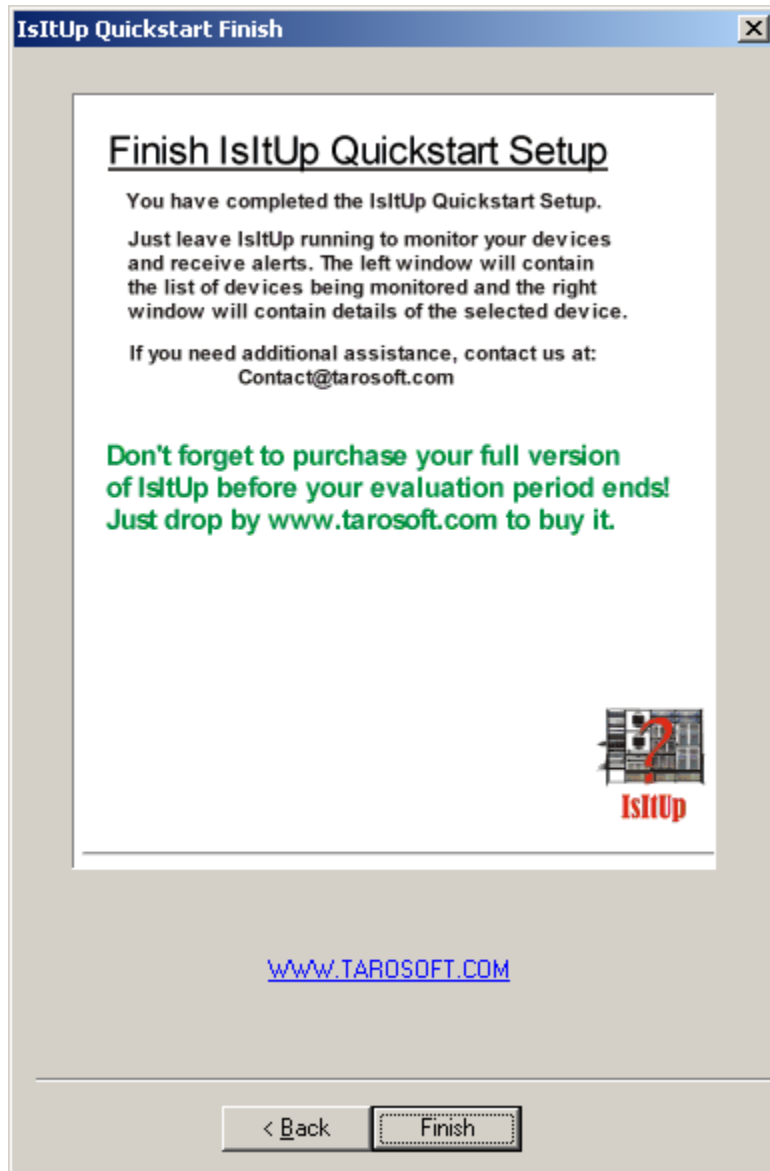 IsItUp Quickstart Finish
Finish IsItUp Quickstart Setup
You have completed the IsItUp Quickstart Setup.
Just leave IsItUp running to monitor your devices
and receive alerts. The left window will contain
the list of devices being monitored and the right
window will contain details of the selected device.
If you need additional assistance, contact us at:
Contact@tarosoft.com
Don't forget to purchase your full version
of IsItUp before your evaluation period ends!
Just drop by www.tarosoft.com to buy it.
?
IsItUp
WWW.TAROSOFT.COM
< Back
Finish